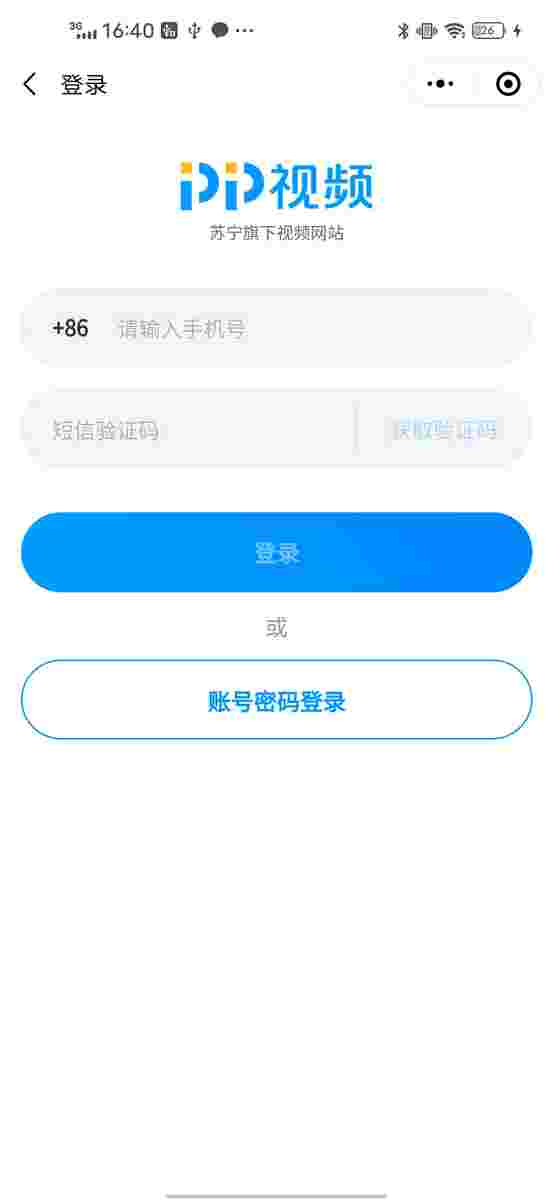 3G 16:40 26
登录
PP视频
苏宁旗下视频网站
+86 请输入手机号
短信验证码 获取验证码
登录
或
账号密码登录